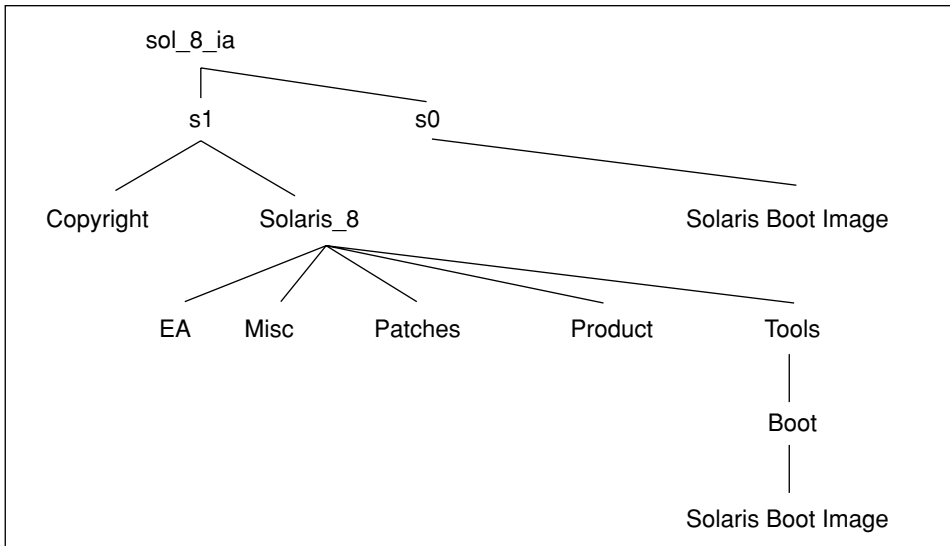 sol_8_ia
s1 s0
Copyright Solaris_8 Solaris Boot Image
EA Misc Patches Product Tools
Boot
Solaris Boot Image